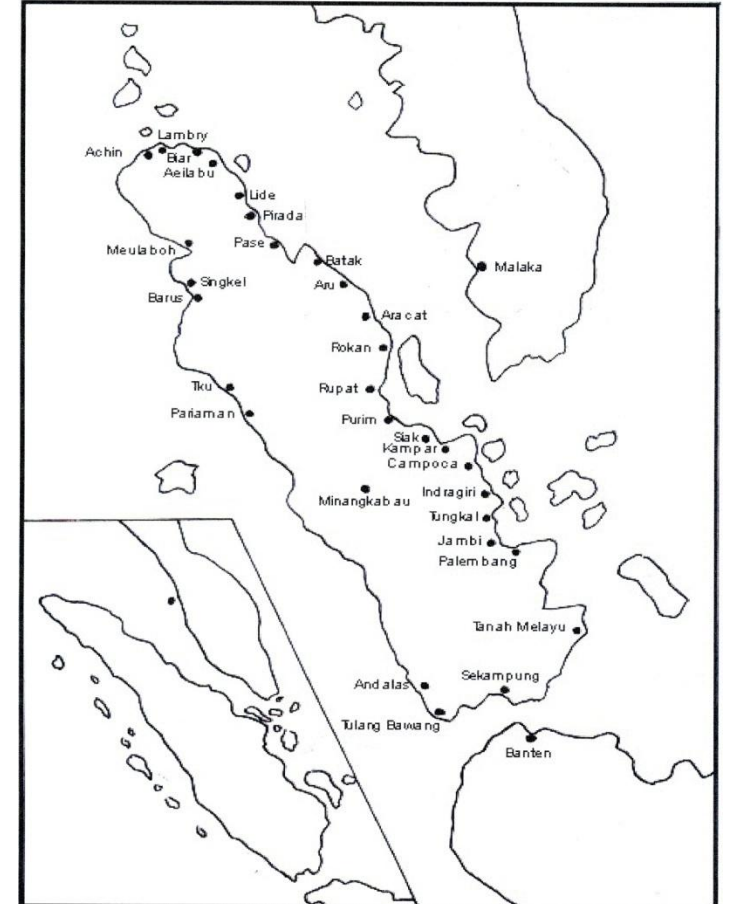 Lambry
Achin
Biar
Aeilabu
Lide
Pirada
Meulaboh
Pase
Batak
Malaka
Singkel
Aru
Barus
Aracat
Rokan
Tku
Rupat
Pariaman
Purim
Siak
Kampar
Campoca
Minangkabau
Indragiri
Tungkal
Jambi
Palembang
Tanah Melayu
Andalas
Sekampung
Tulang Bawang
Banten